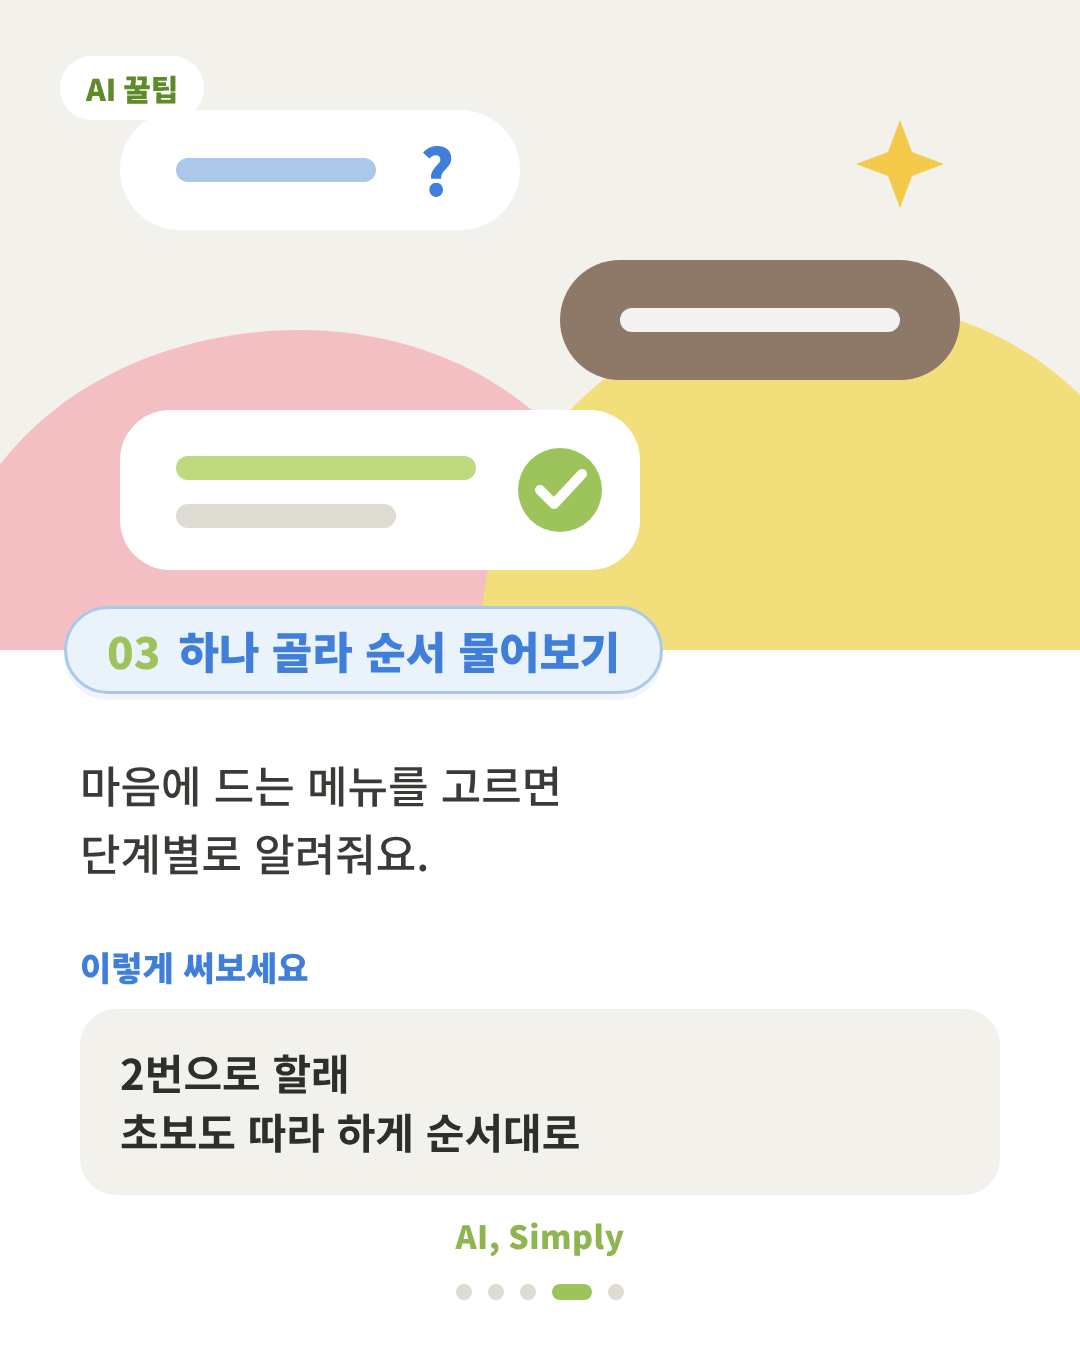 AI 꿀팁
?
03 하나 골라 순서 물어보기
마음에 드는 메뉴를 고르면
단계별로 알려줘요.
이렇게 써보세요
2번으로 할래
초보도 따라 하게 순서대로
AI, Simply